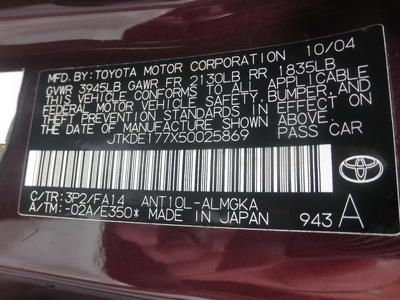 MFD. BY: TOYOTA MOTOR CORPORATION 10/04
GVWR 3945LB GAWR FR 2130LB RR 1835LB
THIS VEHICLE CONFORMS TO ALL APPLICABLE
FEDERAL MOTOR VEHICLE SAFETY, BUMPER, AND
THEFT PREVENTION STANDARDS IN EFFECT ON
THE DATE OF MANUFACTURE SHOWN ABOVE.
JTKDE177X50025869 PASS CAR
C/TR: 3P2/FA14 ANT10L-ALMGKA
A/TM: -02A/E350* MADE IN JAPAN 943 A
TOYOTA